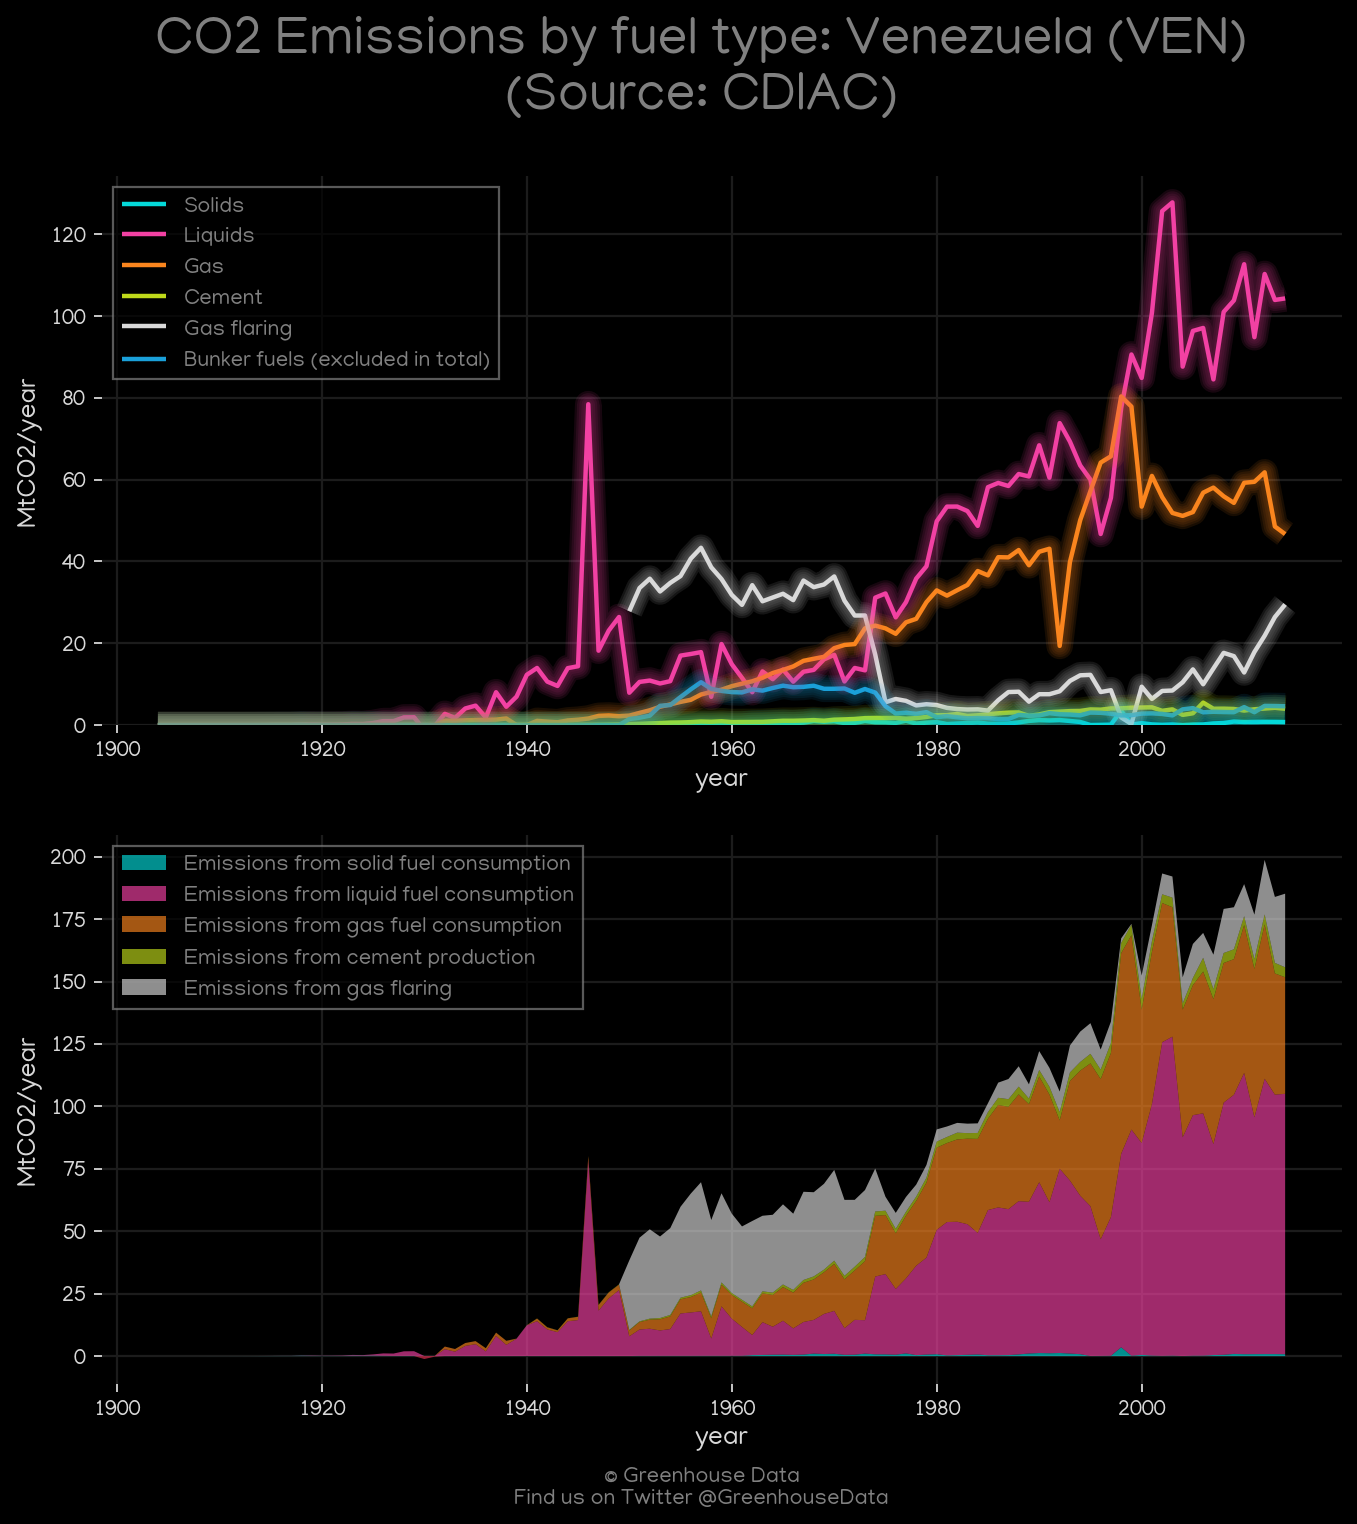 CO2 Emissions by fuel type: Venezuela (VEN)
(Source: CDIAC)
Solids
Liquids
Gas
Cement
Gas flaring
Bunker fuels (excluded in total)
120
100
80
60
40
20
0
MtCO2/year
1900 1920 1940 1960 1980 2000
year
Emissions from solid fuel consumption
Emissions from liquid fuel consumption
Emissions from gas fuel consumption
Emissions from cement production
Emissions from gas flaring
200
175
150
125
100
75
50
25
0
MtCO2/year
1900 1920 1940 1960 1980 2000
year
© Greenhouse Data
Find us on Twitter @GreenhouseData